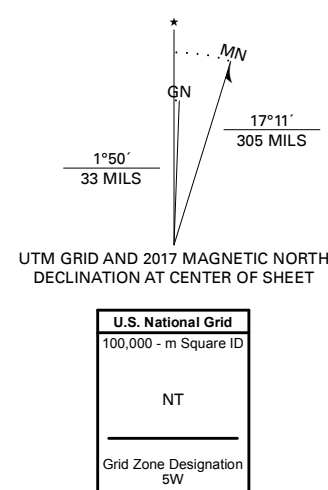 ★
MN
GN
17°11´
305 MILS
1°50´
33 MILS
UTM GRID AND 2017 MAGNETIC NORTH
DECLINATION AT CENTER OF SHEET
U.S. National Grid
100,000 - m Square ID
NT
Grid Zone Designation
5W